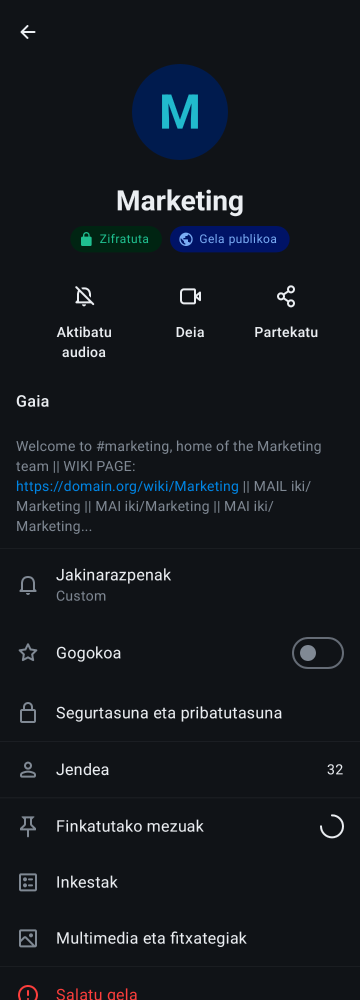 M
Marketing
Zifratuta
Gela publikoa
Aktibatu
audioa
Deia
Partekatu
Gaia
Welcome to #marketing, home of the Marketing
team || WIKI PAGE:
https://domain.org/wiki/Marketing || MAIL iki/
Marketing || MAI iki/Marketing || MAI iki/
Marketing...
Jakinarazpenak
Custom
Gogokoa
Segurtasuna eta pribatutasuna
Jendea 32
Finkatutako mezuak
Inkestak
Multimedia eta fitxategiak
Salatu gela